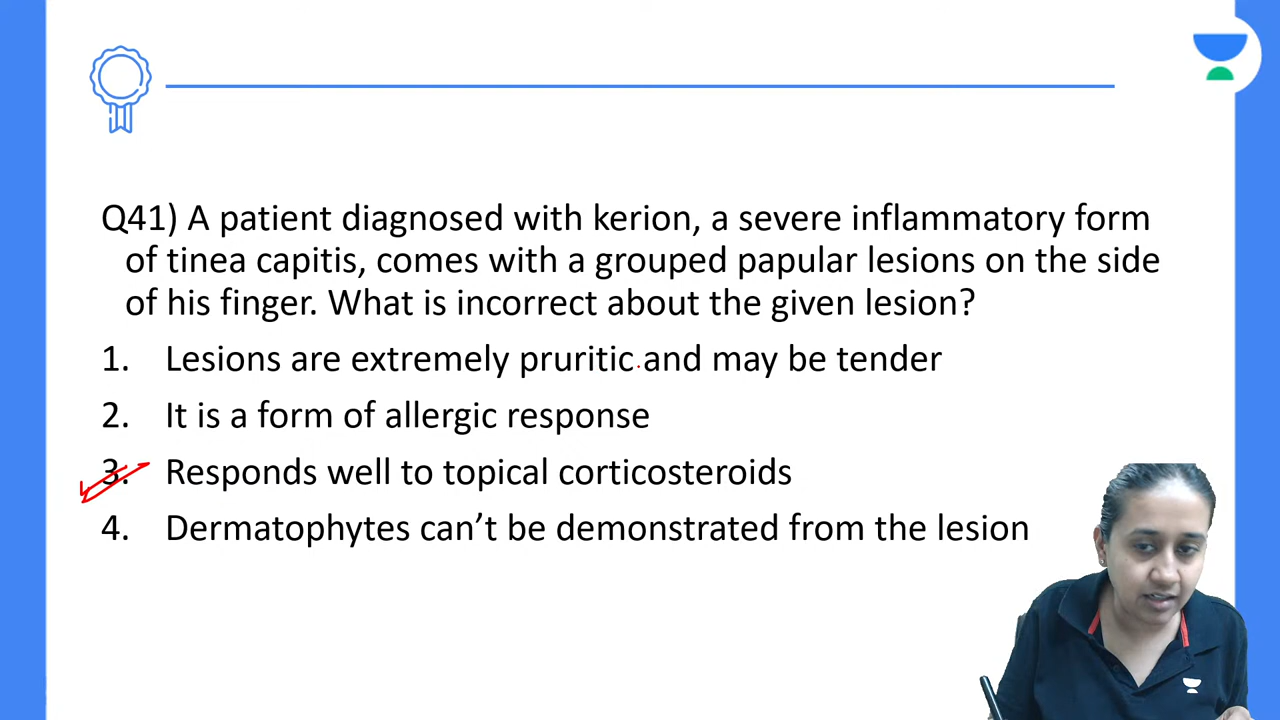 Q41) A patient diagnosed with kerion, a severe inflammatory form
of tinea capitis, comes with a grouped papular lesions on the side
of his finger. What is incorrect about the given lesion?
1. Lesions are extremely pruritic and may be tender
2. It is a form of allergic response
3. Responds well to topical corticosteroids
4. Dermatophytes can’t be demonstrated from the lesion